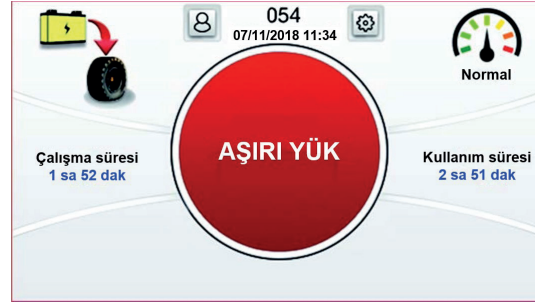 054
07/11/2018 11:34
Normal
AŞIRI YÜK
Çalışma süresi
1 sa 52 dak
Kullanım süresi
2 sa 51 dak